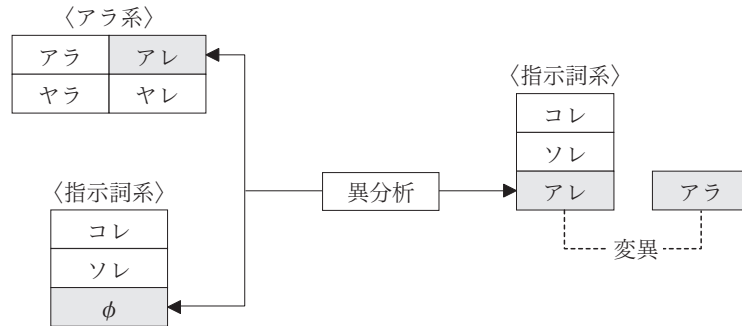 〈アラ系〉
アラ アレ
ヤラ ヤレ
〈指示詞系〉
コレ
ソレ
φ
異分析
〈指示詞系〉
コレ
ソレ
アレ アラ
変異